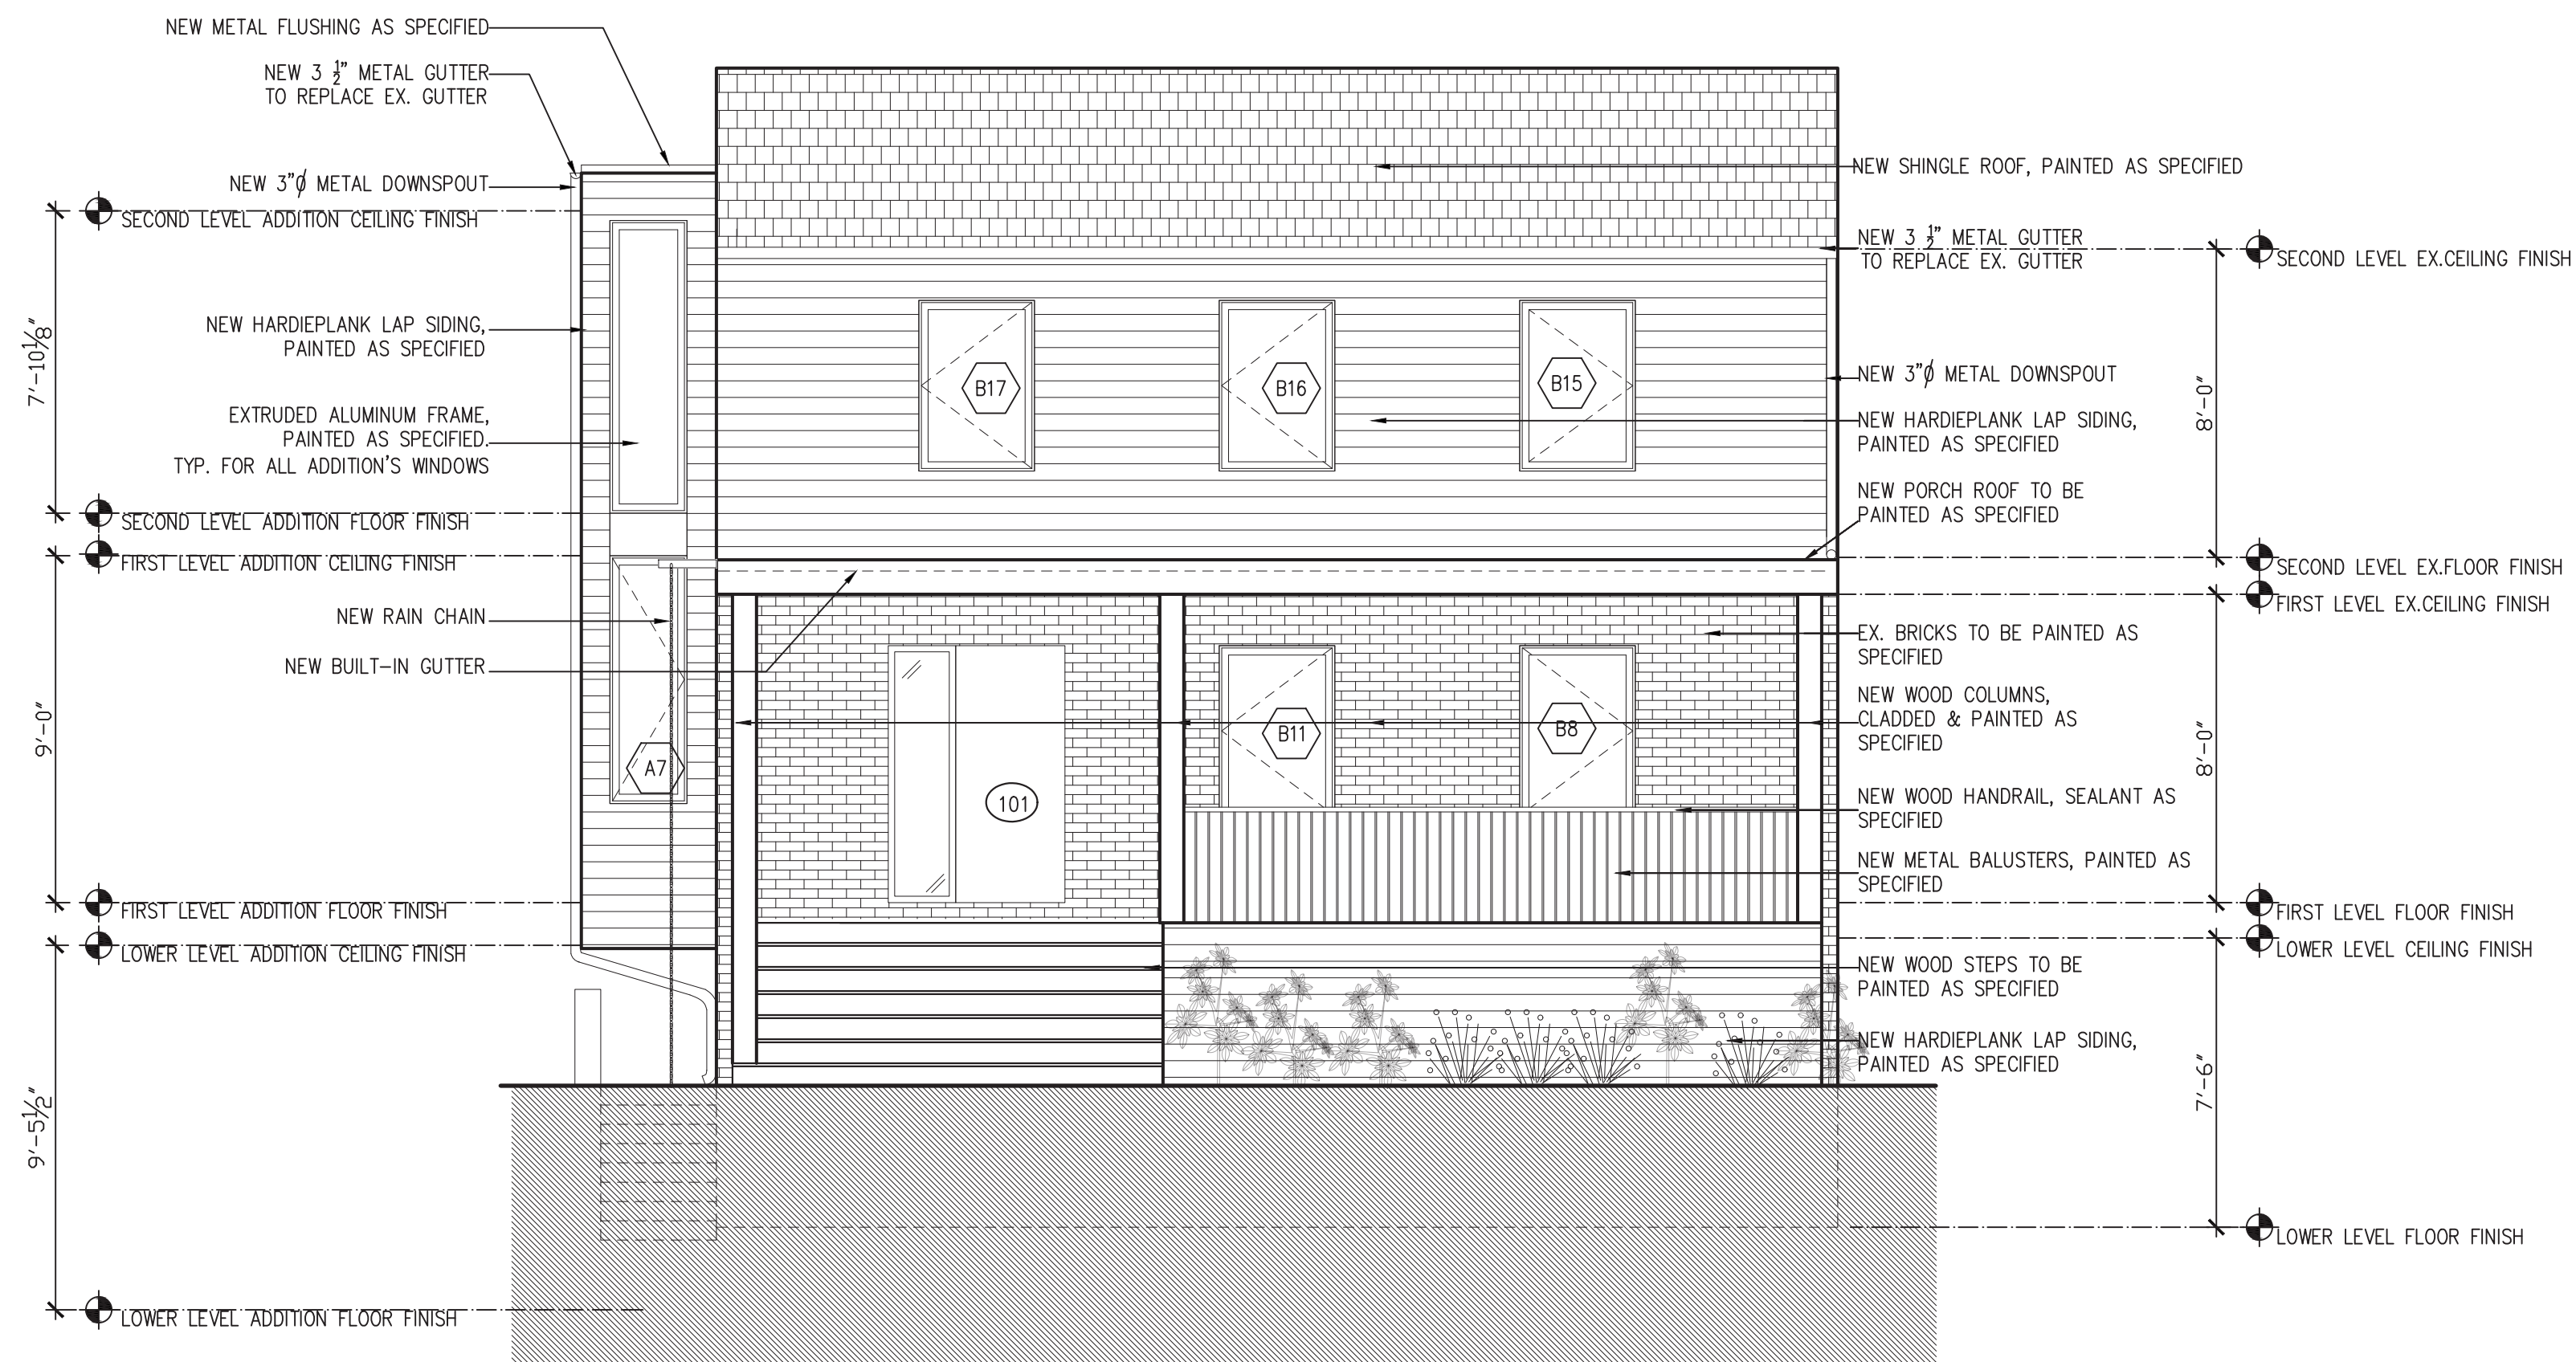 NEW METAL FLUSHING AS SPECIFIED
NEW 3 ½" METAL GUTTER
TO REPLACE EX. GUTTER
NEW 3"Ø METAL DOWNSPOUT
SECOND LEVEL ADDITION CEILING FINISH
7'-10⅛"
NEW HARDIEPLANK LAP SIDING,
PAINTED AS SPECIFIED
EXTRUDED ALUMINUM FRAME,
PAINTED AS SPECIFIED.
TYP. FOR ALL ADDITION'S WINDOWS
SECOND LEVEL ADDITION FLOOR FINISH
FIRST LEVEL ADDITION CEILING FINISH
NEW RAIN CHAIN
NEW BUILT-IN GUTTER
9'-0"
FIRST LEVEL ADDITION FLOOR FINISH
LOWER LEVEL ADDITION CEILING FINISH
9'-5½"
LOWER LEVEL ADDITION FLOOR FINISH
B17
B16
B15
A7
101
B11
B8
NEW SHINGLE ROOF, PAINTED AS SPECIFIED
NEW 3 ½" METAL GUTTER
TO REPLACE EX. GUTTER
NEW 3"Ø METAL DOWNSPOUT
NEW HARDIEPLANK LAP SIDING,
PAINTED AS SPECIFIED
NEW PORCH ROOF TO BE
PAINTED AS SPECIFIED
EX. BRICKS TO BE PAINTED AS
SPECIFIED
NEW WOOD COLUMNS,
CLADDED & PAINTED AS
SPECIFIED
NEW WOOD HANDRAIL, SEALANT AS
SPECIFIED
NEW METAL BALUSTERS, PAINTED AS
SPECIFIED
NEW WOOD STEPS TO BE
PAINTED AS SPECIFIED
NEW HARDIEPLANK LAP SIDING,
PAINTED AS SPECIFIED
SECOND LEVEL EX.CEILING FINISH
8'-0"
SECOND LEVEL EX.FLOOR FINISH
FIRST LEVEL EX.CEILING FINISH
8'-0"
FIRST LEVEL FLOOR FINISH
LOWER LEVEL CEILING FINISH
7'-6"
LOWER LEVEL FLOOR FINISH